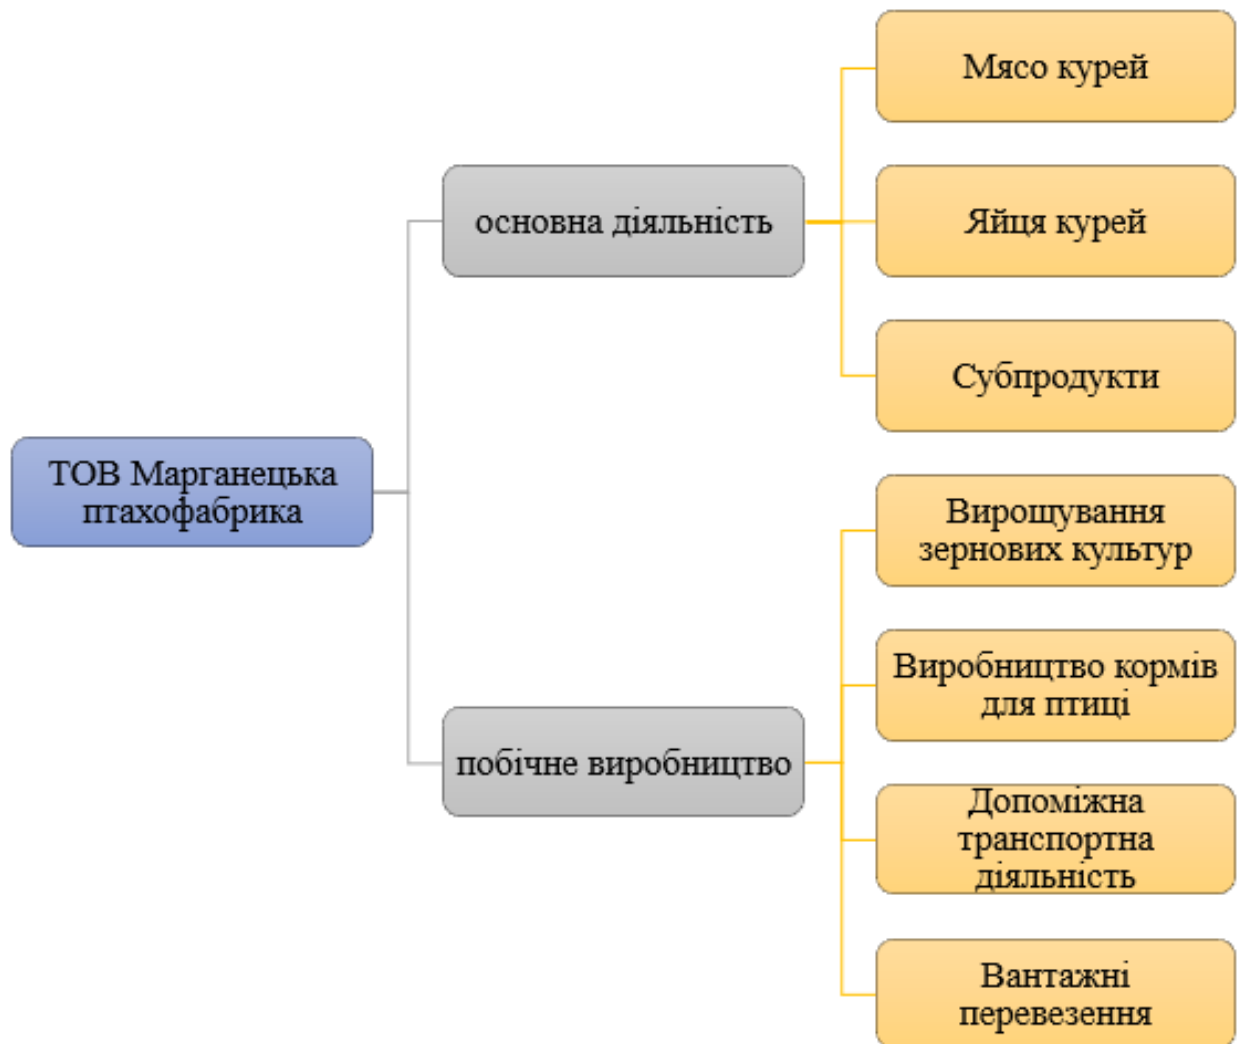 ТОВ Марганецька
птахофабрика
основна діяльність
Мясо курей
Яйця курей
Субпродукти
побічне виробництво
Вирощування
зернових культур
Виробництво кормів
для птиці
Допоміжна
транспортна
діяльність
Вантажні
перевезення